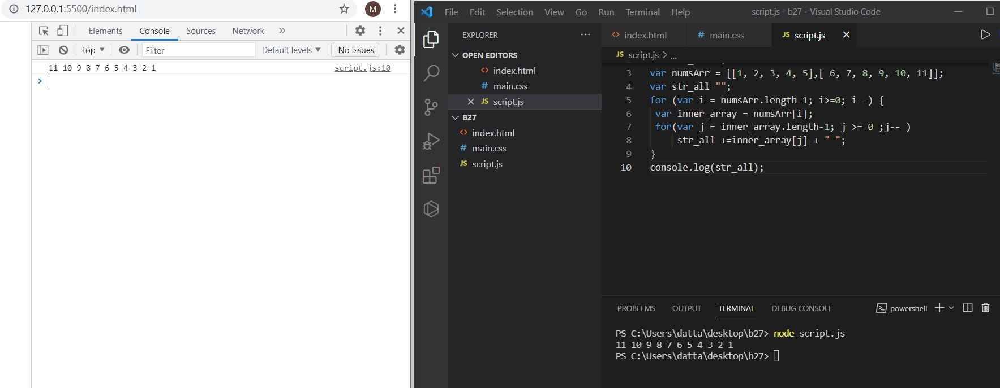 127.0.0.1:5500/index.html
M
Elements Console Sources Network »
top Filter Default levels No Issues
11 10 9 8 7 6 5 4 3 2 1 script.js:10
>
File Edit Selection View Go Run Terminal Help script.js - b27 - Visual Studio Code
EXPLORER ...
OPEN EDITORS
<> index.html
# main.css
JS script.js
B27
<> index.html
# main.css
JS script.js
<> index.html # main.css JS script.js
JS script.js > ...
3 var numsArr = [[1, 2, 3, 4, 5],[ 6, 7, 8, 9, 10, 11]];
4 var str_all="";
5 for (var i = numsArr.length-1; i>=0; i--) {
6 var inner_array = numsArr[i];
7 for(var j = inner_array.length-1; j >= 0 ;j-- )
8 str_all +=inner_array[j] + " ";
9 }
10 console.log(str_all);
PROBLEMS OUTPUT TERMINAL DEBUG CONSOLE powershell
PS C:\Users\datta\desktop\b27> node script.js
11 10 9 8 7 6 5 4 3 2 1
PS C:\Users\datta\desktop\b27>